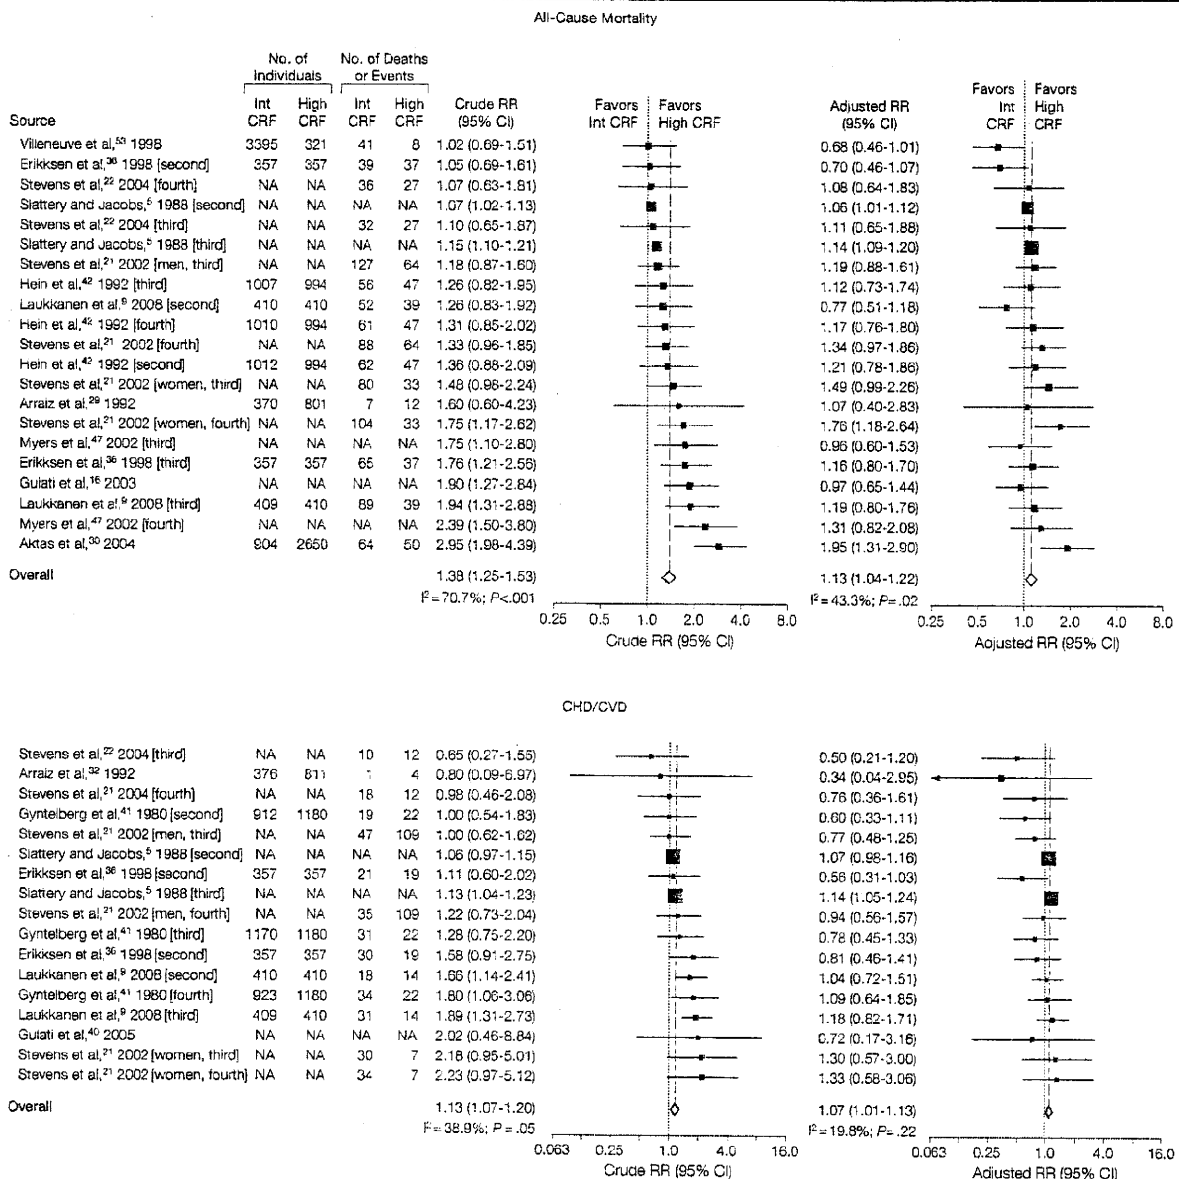 All-Cause Mortality
No. of Individuals No. of Deaths or Events
Source Int CRF High CRF Int CRF High CRF Crude RR (95% CI) Favors Int CRF Favors High CRF Adjusted RR (95% CI) Favors Int CRF Favors High CRF
Villeneuve et al,53 1998 3395 321 41 8 1.02 (0.69-1.51) 0.68 (0.46-1.01)
Erikksen et al,36 1998 [second] 357 357 39 37 1.05 (0.69-1.61) 0.70 (0.46-1.07)
Stevens et al,22 2004 [fourth] NA NA 36 27 1.07 (0.63-1.81) 1.08 (0.64-1.83)
Slattery and Jacobs,5 1988 [second] NA NA NA NA 1.07 (1.02-1.13) 1.06 (1.01-1.12)
Stevens et al,22 2004 [third] NA NA 32 27 1.10 (0.65-1.87) 1.11 (0.65-1.88)
Slattery and Jacobs,5 1988 [third] NA NA NA NA 1.15 (1.10-1.21) 1.14 (1.09-1.20)
Stevens et al,21 2002 [men, third] NA NA 127 64 1.18 (0.87-1.60) 1.19 (0.88-1.61)
Hein et al,42 1992 [third] 1007 994 56 47 1.26 (0.82-1.95) 1.12 (0.73-1.74)
Laukkanen et al,9 2008 [second] 410 410 52 39 1.26 (0.83-1.92) 0.77 (0.51-1.18)
Hein et al,42 1992 [fourth] 1010 994 61 47 1.31 (0.85-2.02) 1.17 (0.76-1.80)
Stevens et al,21 2002 [fourth] NA NA 88 64 1.33 (0.96-1.85) 1.34 (0.97-1.86)
Hein et al,42 1992 [second] 1012 994 62 47 1.36 (0.88-2.09) 1.21 (0.78-1.86)
Stevens et al,21 2002 [women, third] NA NA 80 33 1.48 (0.98-2.24) 1.49 (0.99-2.26)
Arraiz et al,29 1992 370 801 7 12 1.60 (0.60-4.23) 1.07 (0.40-2.83)
Stevens et al,21 2002 [women, fourth] NA NA 104 33 1.75 (1.17-2.62) 1.76 (1.18-2.64)
Myers et al,47 2002 [third] NA NA NA NA 1.75 (1.10-2.80) 0.96 (0.60-1.53)
Erikksen et al,36 1998 [third] 357 357 65 37 1.76 (1.21-2.56) 1.16 (0.80-1.70)
Gulati et al,16 2003 NA NA NA NA 1.90 (1.27-2.84) 0.97 (0.65-1.44)
Laukkanen et al,9 2008 [third] 409 410 89 39 1.94 (1.31-2.88) 1.19 (0.80-1.76)
Myers et al,47 2002 [fourth] NA NA NA NA 2.39 (1.50-3.80) 1.31 (0.82-2.08)
Aktas et al,30 2004 904 2650 64 50 2.95 (1.98-4.39) 1.95 (1.31-2.90)
Overall 1.38 (1.25-1.53) 1.13 (1.04-1.22)
I²=70.7%; P<.001 I²=43.3%; P=.02
0.25 0.5 1.0 2.0 4.0 8.0 0.25 0.5 1.0 2.0 4.0 8.0
Crude RR (95% CI) Adjusted RR (95% CI)
CHD/CVD
Stevens et al,22 2004 [third] NA NA 10 12 0.65 (0.27-1.55) 0.50 (0.21-1.20)
Arraiz et al,32 1992 376 811 1 4 0.80 (0.09-6.97) 0.34 (0.04-2.95)
Stevens et al,21 2004 [fourth] NA NA 18 12 0.98 (0.46-2.08) 0.76 (0.36-1.61)
Gyntelberg et al,41 1980 [second] 912 1180 19 22 1.00 (0.54-1.83) 0.60 (0.33-1.11)
Stevens et al,21 2002 [men, third] NA NA 47 109 1.00 (0.62-1.62) 0.77 (0.48-1.25)
Slattery and Jacobs,5 1988 [second] NA NA NA NA 1.06 (0.97-1.15) 1.07 (0.98-1.16)
Erikksen et al,36 1998 [second] 357 357 21 19 1.11 (0.60-2.02) 0.56 (0.31-1.03)
Slattery and Jacobs,5 1988 [third] NA NA NA NA 1.13 (1.04-1.23) 1.14 (1.05-1.24)
Stevens et al,21 2002 [men, fourth] NA NA 35 109 1.22 (0.73-2.04) 0.94 (0.56-1.57)
Gyntelberg et al,41 1980 [third] 1170 1180 31 22 1.28 (0.75-2.20) 0.78 (0.45-1.33)
Erikksen et al,36 1998 [second] 357 357 30 19 1.58 (0.91-2.75) 0.81 (0.46-1.41)
Laukkanen et al,9 2008 [second] 410 410 18 14 1.66 (1.14-2.41) 1.04 (0.72-1.51)
Gyntelberg et al,41 1980 [fourth] 923 1180 34 22 1.80 (1.06-3.06) 1.09 (0.64-1.85)
Laukkanen et al,9 2008 [third] 409 410 31 14 1.89 (1.31-2.73) 1.18 (0.82-1.71)
Gulati et al,40 2005 NA NA NA NA 2.02 (0.46-8.84) 0.72 (0.17-3.16)
Stevens et al,21 2002 [women, third] NA NA 30 7 2.18 (0.95-5.01) 1.30 (0.57-3.00)
Stevens et al,21 2002 [women, fourth] NA NA 34 7 2.23 (0.97-5.12) 1.33 (0.58-3.06)
Overall 1.13 (1.07-1.20) 1.07 (1.01-1.13)
I²=38.9%; P=.05 I²=19.8%; P=.22
0.063 0.25 1.0 4.0 16.0 0.063 0.25 1.0 4.0 16.0
Crude RR (95% CI) Adjusted RR (95% CI)